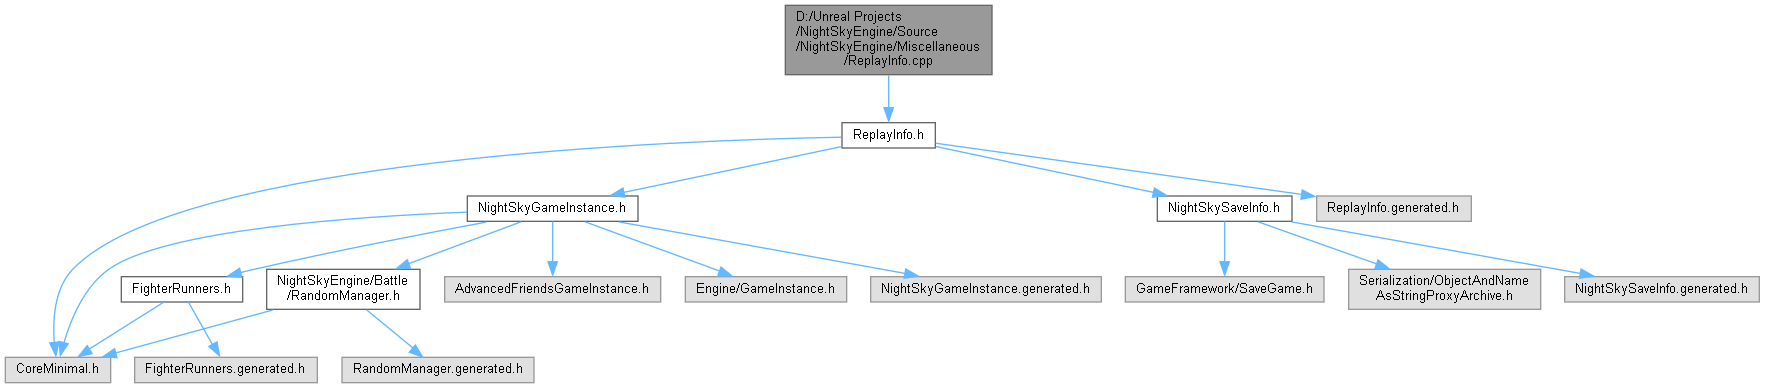 D:/Unreal Projects
/NightSkyEngine/Source
/NightSkyEngine/Miscellaneous
/ReplayInfo.cpp
ReplayInfo.h
NightSkyGameInstance.h
NightSkySaveInfo.h
ReplayInfo.generated.h
FighterRunners.h
NightSkyEngine/Battle
/RandomManager.h
AdvancedFriendsGameInstance.h
Engine/GameInstance.h
NightSkyGameInstance.generated.h
GameFramework/SaveGame.h
Serialization/ObjectAndName
AsStringProxyArchive.h
NightSkySaveInfo.generated.h
CoreMinimal.h
FighterRunners.generated.h
RandomManager.generated.h